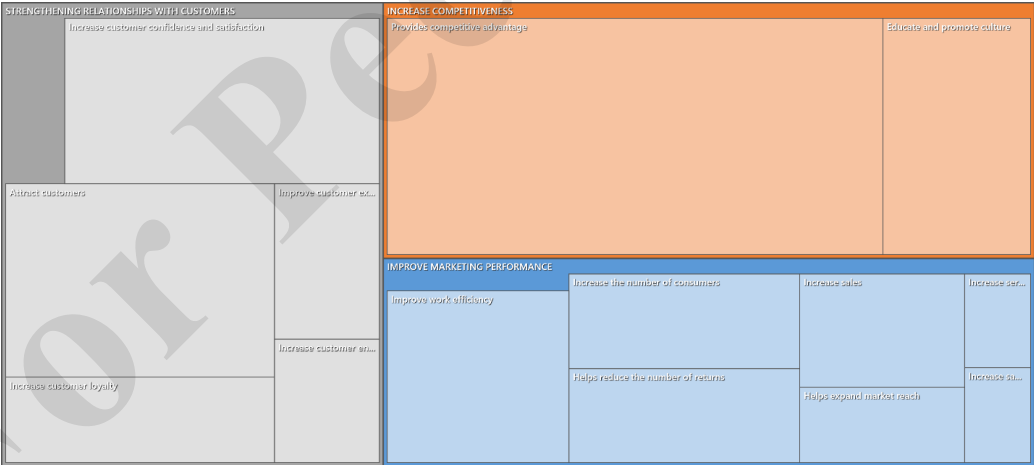 STRENGTHENING RELATIONSHIPS WITH CUSTOMERS
Increase customer confidence and satisfaction
Attract customers
Improve customer ex...
Increase customer en...
Increase customer loyalty
INCREASE COMPETITIVENESS
Provides competitive advantage
Educate and promote culture
IMPROVE MARKETING PERFORMANCE
Improve work efficiency
Increase the number of consumers
Helps reduce the number of returns
Increase sales
Helps expand market reach
Increase ser...
Increase su...
or Pee